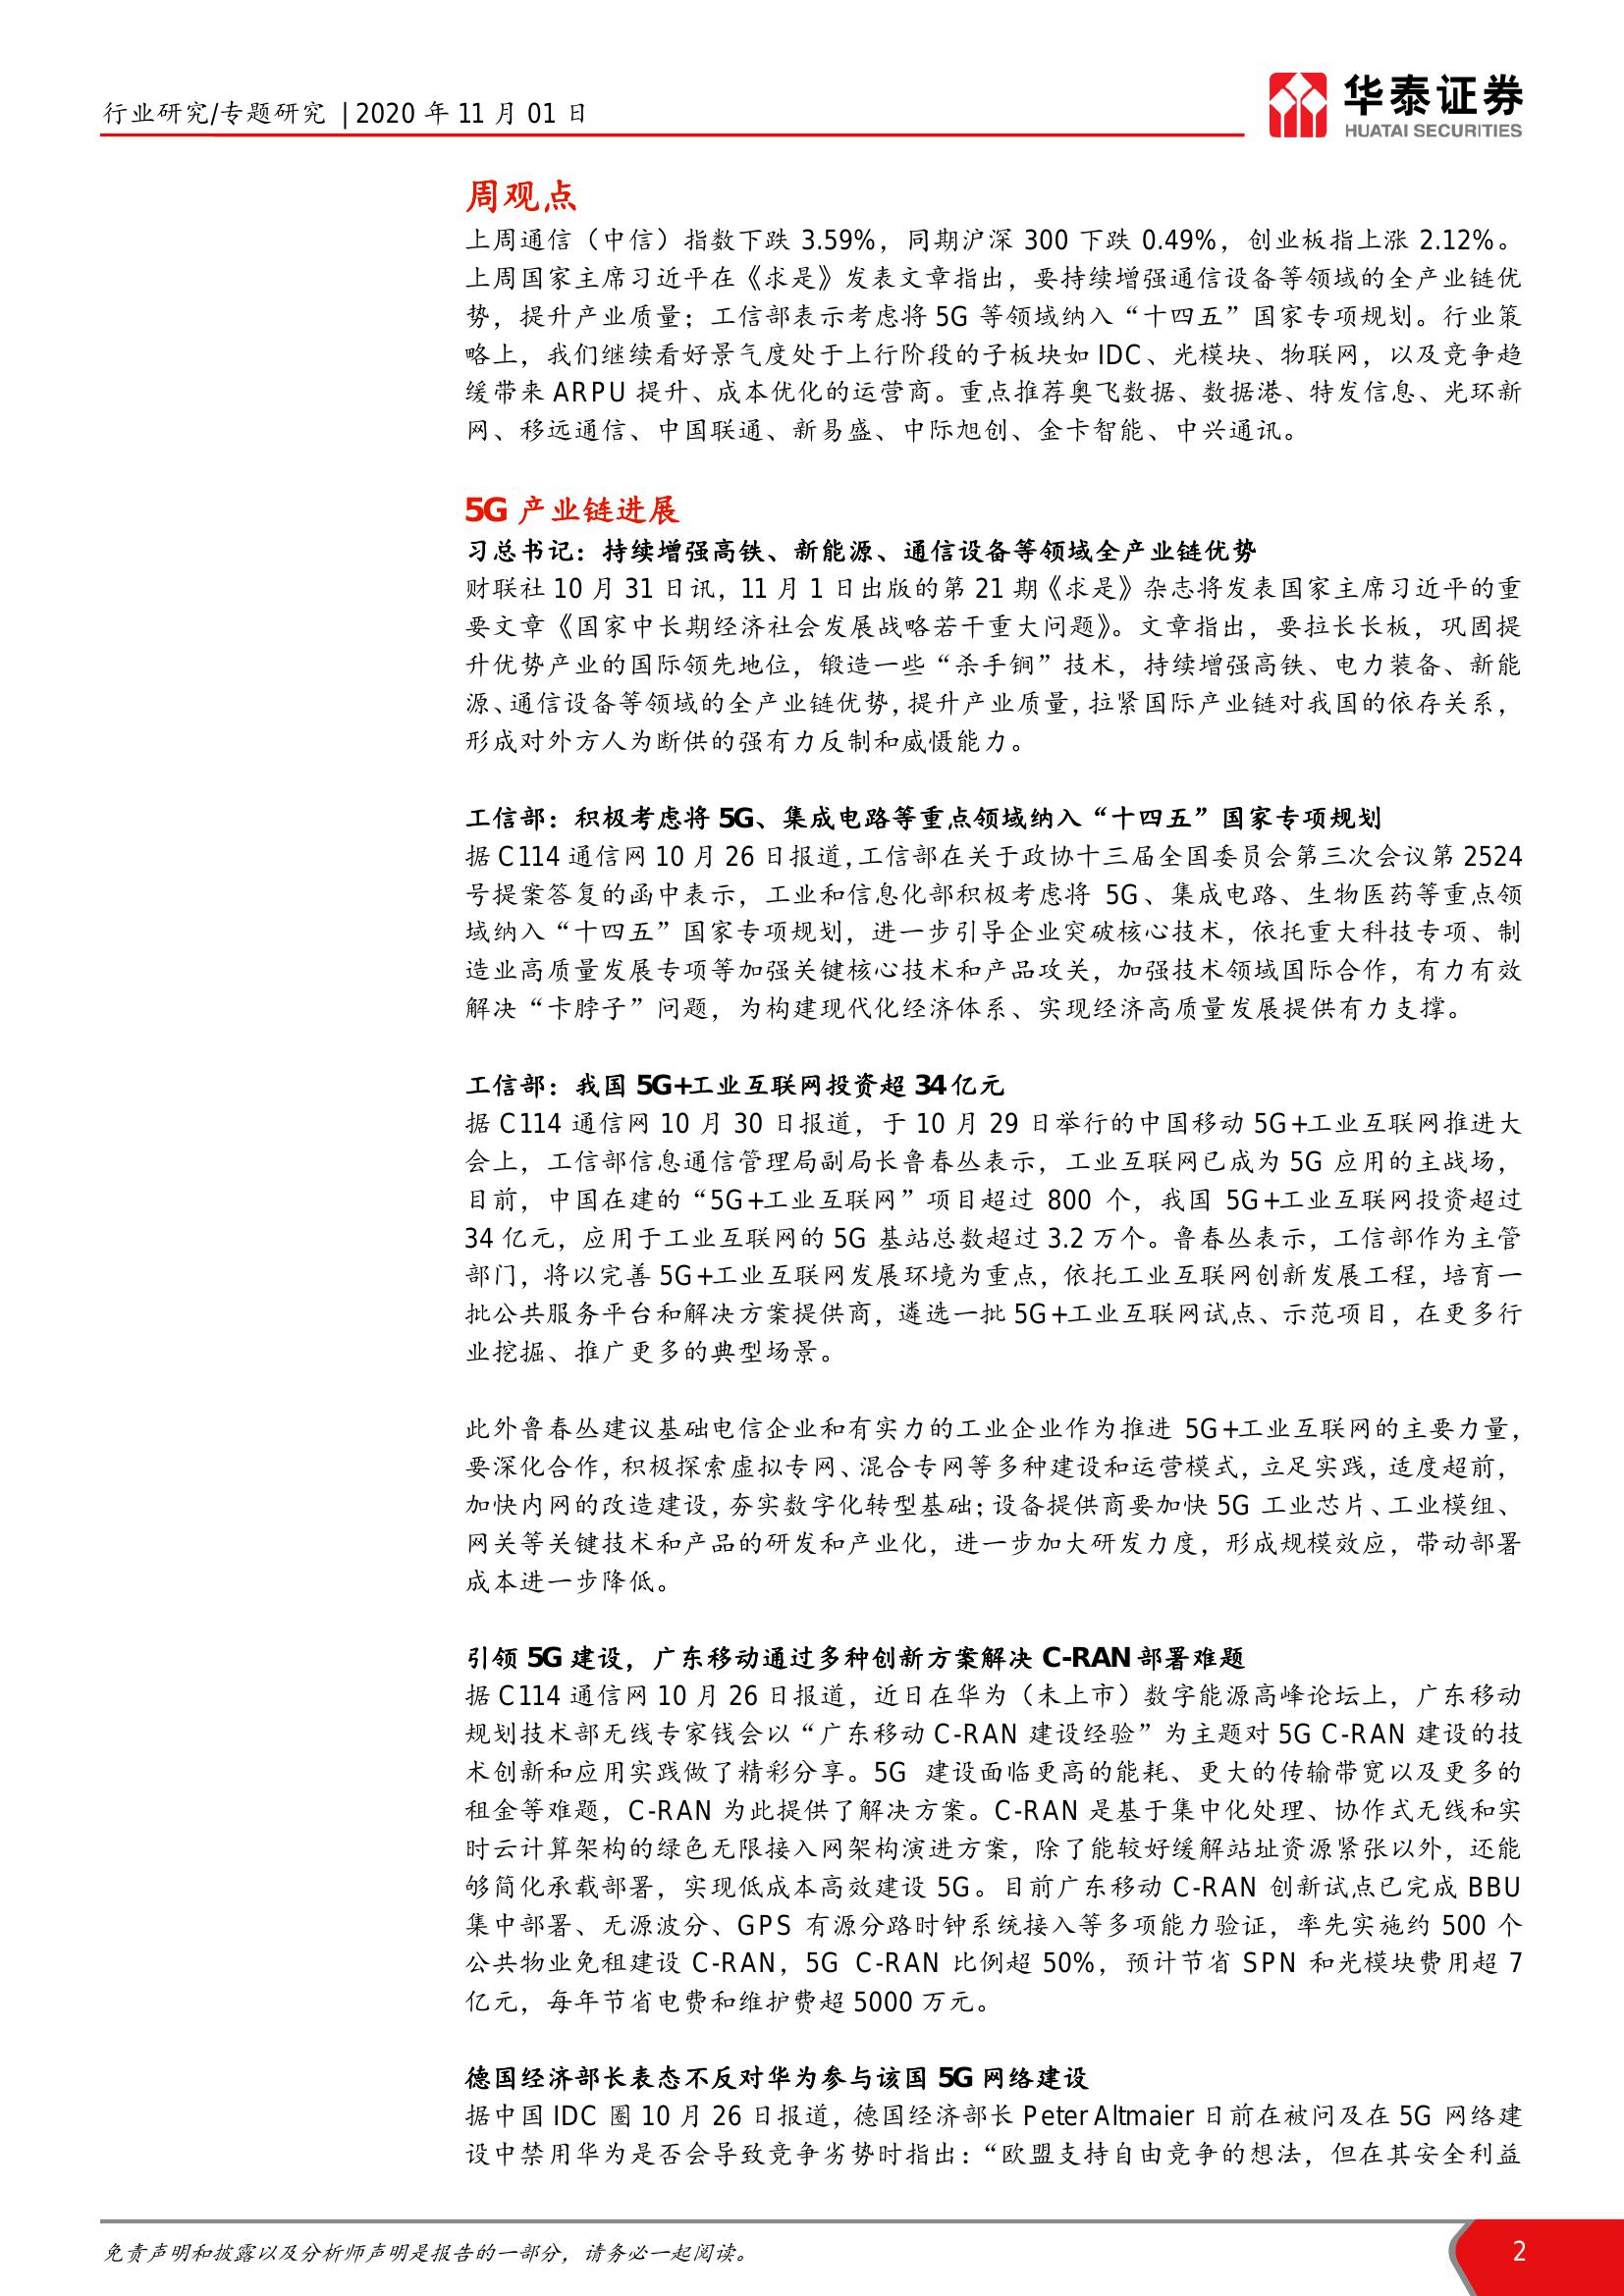 行业研究/专题研究 | 2020 年 11 月 01 日
华泰证券
HUATAI SECURITIES
周观点
上周通信（中信）指数下跌 3.59%，同期沪深 300 下跌 0.49%，创业板指上涨 2.12%。
上周国家主席习近平在《求是》发表文章指出，要持续增强通信设备等领域的全产业链优
势，提升产业质量；工信部表示考虑将 5G 等领域纳入“十四五”国家专项规划。行业策
略上，我们继续看好景气度处于上行阶段的子板块如 IDC、光模块、物联网，以及竞争趋
缓带来 ARPU 提升、成本优化的运营商。重点推荐奥飞数据、数据港、特发信息、光环新
网、移远通信、中国联通、新易盛、中际旭创、金卡智能、中兴通讯。
5G 产业链进展
习总书记：持续增强高铁、新能源、通信设备等领域全产业链优势
财联社 10 月 31 日讯，11 月 1 日出版的第 21 期《求是》杂志将发表国家主席习近平的重
要文章《国家中长期经济社会发展战略若干重大问题》。文章指出，要拉长长板，巩固提
升优势产业的国际领先地位，锻造一些“杀手锏”技术，持续增强高铁、电力装备、新能
源、通信设备等领域的全产业链优势，提升产业质量，拉紧国际产业链对我国的依存关系，
形成对外方人为断供的强有力反制和威慑能力。
工信部：积极考虑将 5G、集成电路等重点领域纳入“十四五”国家专项规划
据 C114 通信网 10 月 26 日报道，工信部在关于政协十三届全国委员会第三次会议第 2524
号提案答复的函中表示，工业和信息化部积极考虑将 5G、集成电路、生物医药等重点领
域纳入“十四五”国家专项规划，进一步引导企业突破核心技术，依托重大科技专项、制
造业高质量发展专项等加强关键核心技术和产品攻关，加强技术领域国际合作，有力有效
解决“卡脖子”问题，为构建现代化经济体系、实现经济高质量发展提供有力支撑。
工信部：我国 5G+工业互联网投资超 34 亿元
据 C114 通信网 10 月 30 日报道，于 10 月 29 日举行的中国移动 5G+工业互联网推进大
会上，工信部信息通信管理局副局长鲁春丛表示，工业互联网已成为 5G 应用的主战场，
目前，中国在建的“5G+工业互联网”项目超过 800 个，我国 5G+工业互联网投资超过
34 亿元，应用于工业互联网的 5G 基站总数超过 3.2 万个。鲁春丛表示，工信部作为主管
部门，将以完善 5G+工业互联网发展环境为重点，依托工业互联网创新发展工程，培育一
批公共服务平台和解决方案提供商，遴选一批 5G+工业互联网试点、示范项目，在更多行
业挖掘、推广更多的典型场景。
此外鲁春丛建议基础电信企业和有实力的工业企业作为推进 5G+工业互联网的主要力量，
要深化合作，积极探索虚拟专网、混合专网等多种建设和运营模式，立足实践，适度超前，
加快内网的改造建设，夯实数字化转型基础；设备提供商要加快 5G 工业芯片、工业模组、
网关等关键技术和产品的研发和产业化，进一步加大研发力度，形成规模效应，带动部署
成本进一步降低。
引领 5G 建设，广东移动通过多种创新方案解决 C-RAN 部署难题
据 C114 通信网 10 月 26 日报道，近日在华为（未上市）数字能源高峰论坛上，广东移动
规划技术部无线专家钱会以“广东移动 C-RAN 建设经验”为主题对 5G C-RAN 建设的技
术创新和应用实践做了精彩分享。5G 建设面临更高的能耗、更大的传输带宽以及更多的
租金等难题，C-RAN 为此提供了解决方案。C-RAN 是基于集中化处理、协作式无线和实
时云计算架构的绿色无限接入网架构演进方案，除了能较好缓解站址资源紧张以外，还能
够简化承载部署，实现低成本高效建设 5G。目前广东移动 C-RAN 创新试点已完成 BBU
集中部署、无源波分、GPS 有源分路时钟系统接入等多项能力验证，率先实施约 500 个
公共物业免租建设 C-RAN，5G C-RAN 比例超 50%，预计节省 SPN 和光模块费用超 7
亿元，每年节省电费和维护费超 5000 万元。
德国经济部长表态不反对华为参与该国 5G 网络建设
据中国 IDC 圈 10 月 26 日报道，德国经济部长 Peter Altmaier 日前在被问及在 5G 网络建
设中禁用华为是否会导致竞争劣势时指出：“欧盟支持自由竞争的想法，但在其安全利益
免责声明和披露以及分析师声明是报告的一部分，请务必一起阅读。
2